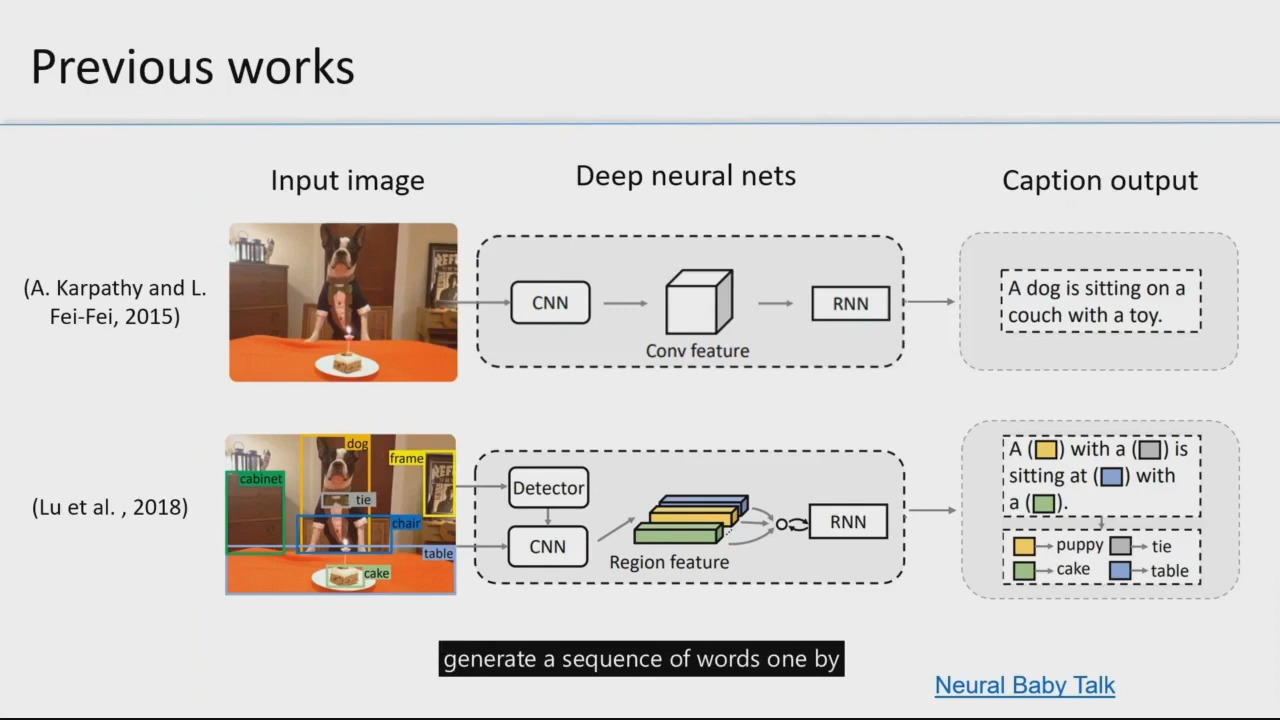 Previous works
Input image
Deep neural nets
Caption output
(A. Karpathy and L.
Fei-Fei, 2015)
CNN
Conv feature
RNN
A dog is sitting on a
couch with a toy.
(Lu et al. , 2018)
dog
frame
cabinet
tie
chair
table
cake
Detector
CNN
Region feature
RNN
A ( ) with a ( ) is
sitting at ( ) with
a ( ).
puppy tie
cake table
generate a sequence of words one by
Neural Baby Talk